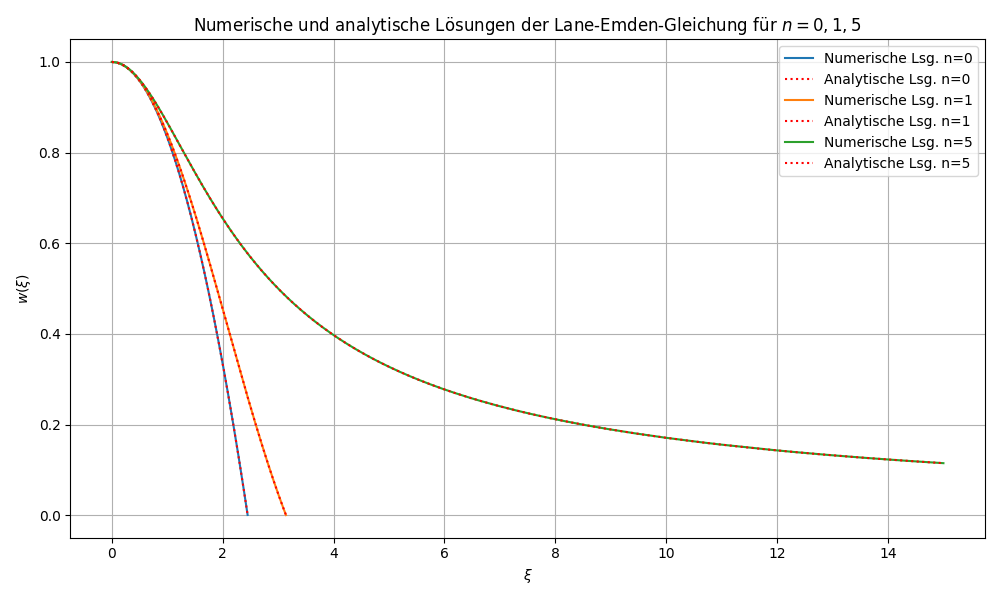 Numerische und analytische Lösungen der Lane-Emden-Gleichung für n = 0, 1, 5
Numerische Lsg. n=0
Analytische Lsg. n=0
Numerische Lsg. n=1
Analytische Lsg. n=1
Numerische Lsg. n=5
Analytische Lsg. n=5
w(ξ)
1.0
0.8
0.6
0.4
0.2
0.0
0 2 4 6 8 10 12 14
ξ